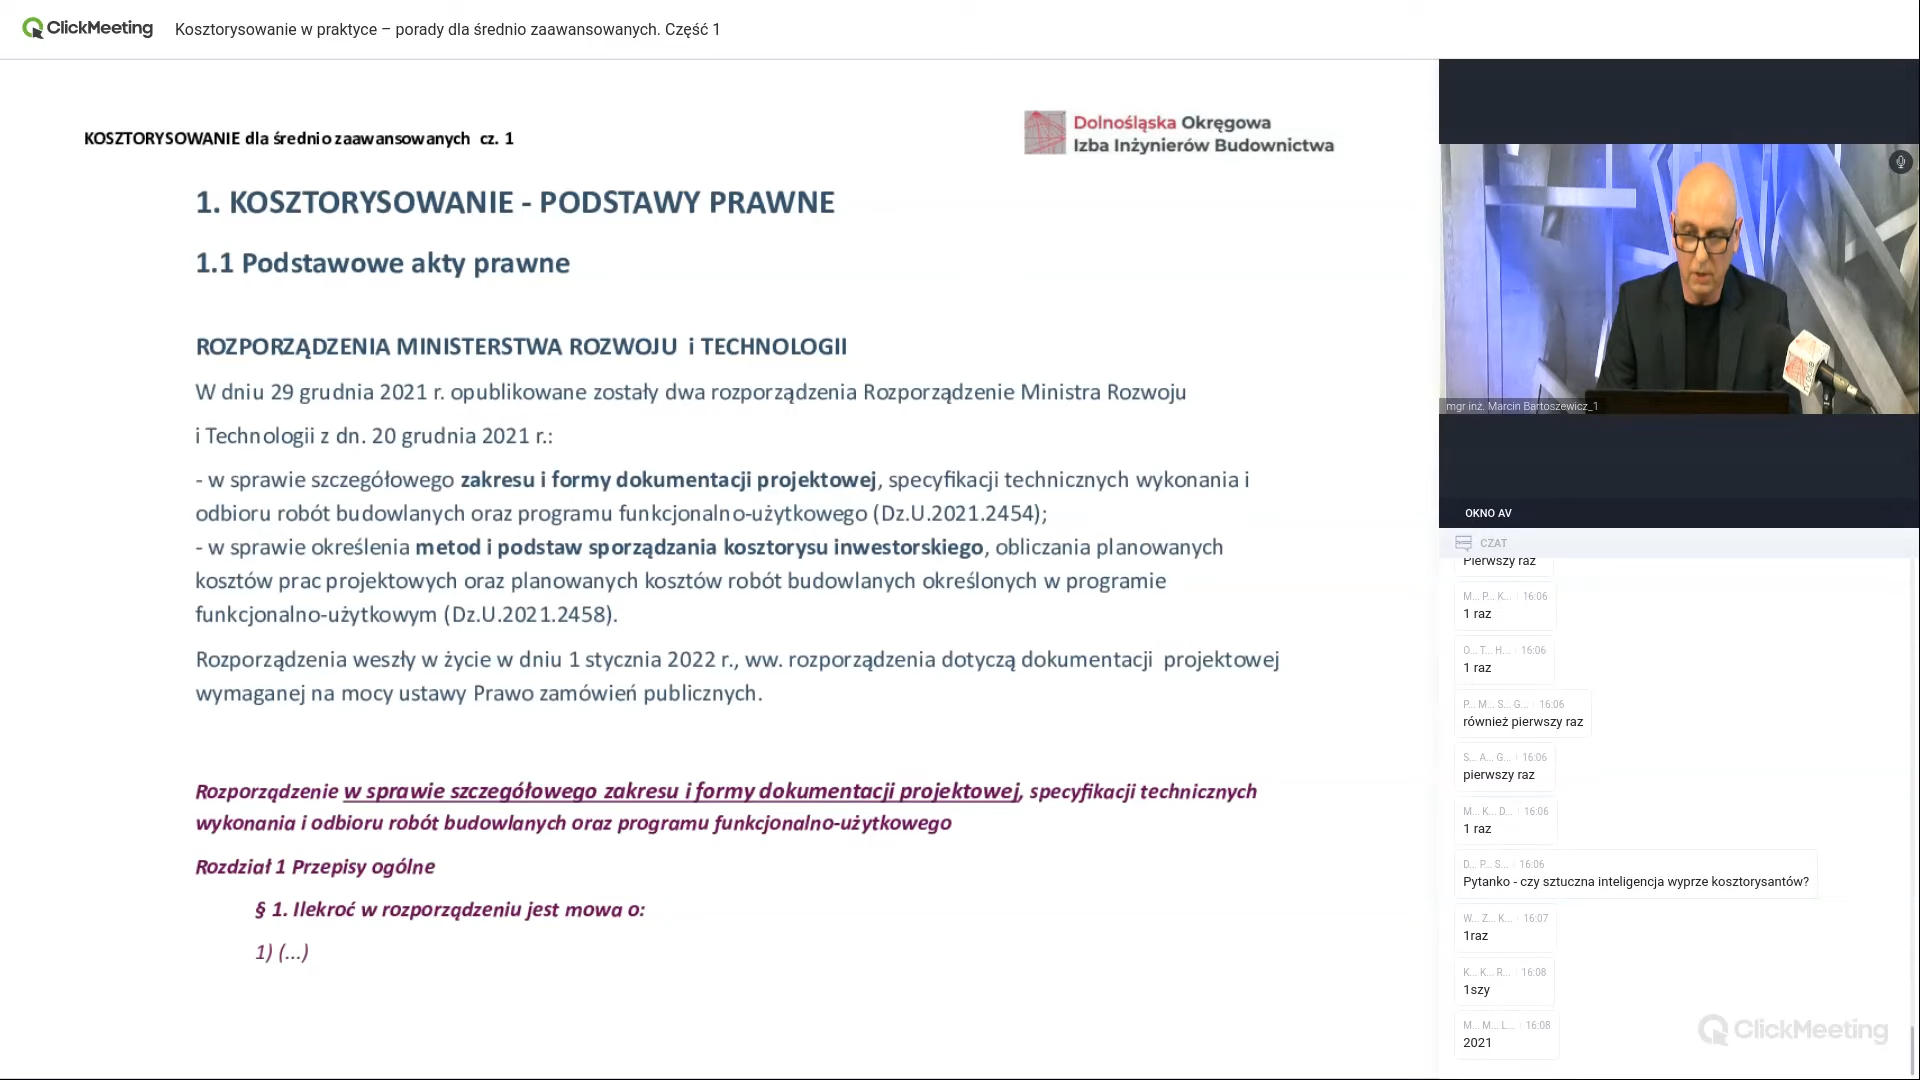 ClickMeeting
Kosztorysowanie w praktyce – porady dla średnio zaawansowanych. Część 1
KOSZTORYSOWANIE dla średnio zaawansowanych cz. 1
Dolnośląska Okręgowa
Izba Inżynierów Budownictwa
1. KOSZTORYSOWANIE - PODSTAWY PRAWNE
1.1 Podstawowe akty prawne
ROZPORZĄDZENIA MINISTERSTWA ROZWOJU i TECHNOLOGII
W dniu 29 grudnia 2021 r. opublikowane zostały dwa rozporządzenia Rozporządzenie Ministra Rozwoju
i Technologii z dn. 20 grudnia 2021 r.:
- w sprawie szczegółowego zakresu i formy dokumentacji projektowej, specyfikacji technicznych wykonania i
odbioru robót budowlanych oraz programu funkcjonalno-użytkowego (Dz.U.2021.2454);
- w sprawie określenia metod i podstaw sporządzania kosztorysu inwestorskiego, obliczania planowanych
kosztów prac projektowych oraz planowanych kosztów robót budowlanych określonych w programie
funkcjonalno-użytkowym (Dz.U.2021.2458).
Rozporządzenia weszły w życie w dniu 1 stycznia 2022 r., ww. rozporządzenia dotyczą dokumentacji projektowej
wymaganej na mocy ustawy Prawo zamówień publicznych.
Rozporządzenie w sprawie szczegółowego zakresu i formy dokumentacji projektowej, specyfikacji technicznych
wykonania i odbioru robót budowlanych oraz programu funkcjonalno-użytkowego
Rozdział 1 Przepisy ogólne
§ 1. Ilekroć w rozporządzeniu jest mowa o:
1) (...)
mgr inż. Marcin Bartoszewicz_1
OKNO AV
CZAT
Pierwszy raz
M... P... K... 16:06
1 raz
O... T... H... 16:06
1 raz
P... M... S... G... 16:06
również pierwszy raz
S... A... G... 16:06
pierwszy raz
M... K... D... 16:06
1 raz
D... P... S... 16:06
Pytanko - czy sztuczna inteligencja wyprze kosztorysantów?
W... Z... K... 16:07
1raz
K... K... R... 16:08
1szy
M... M... L... 16:08
2021
ClickMeeting